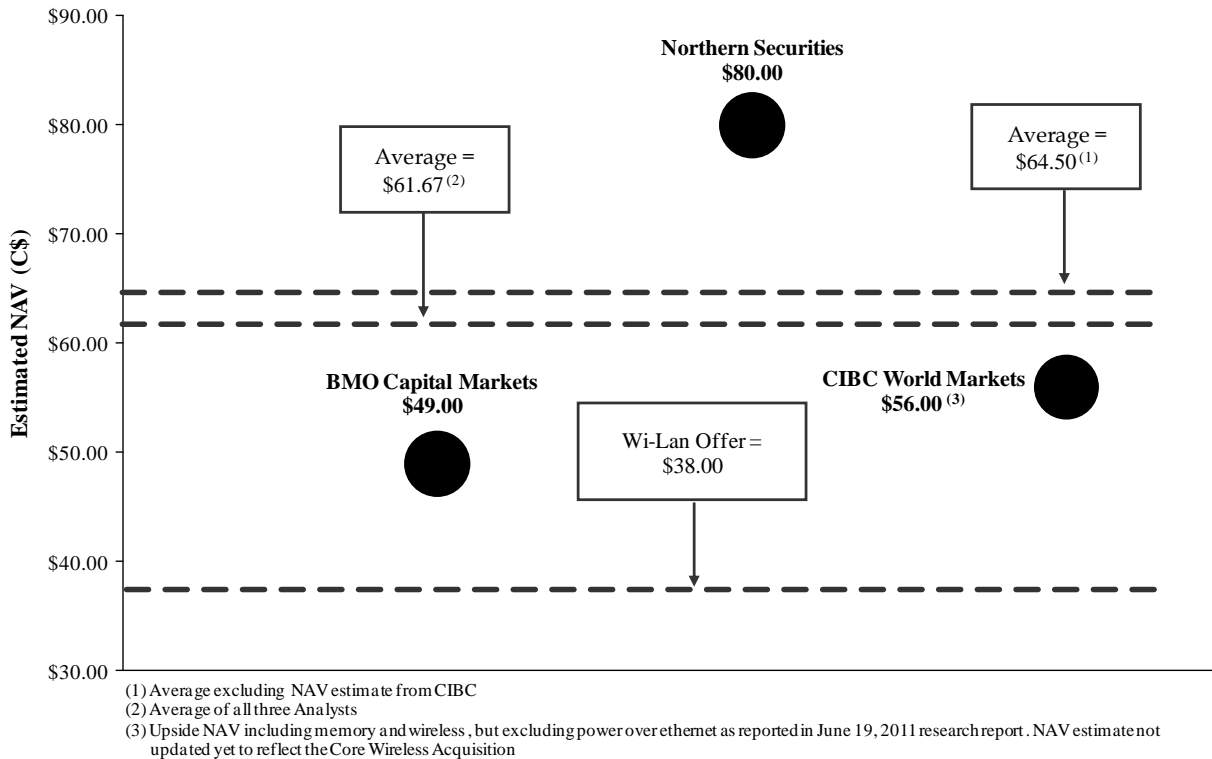 $90.00
Northern Securities
$80.00
$80.00
Average =
$61.67 (2)
Average =
$64.50 (1)
$70.00
Estimated NAV (C$)
$60.00
BMO Capital Markets
$49.00
CIBC World Markets
$56.00 (3)
$50.00
Wi-Lan Offer =
$38.00
$40.00
$30.00
(1) Average excluding NAV estimate from CIBC
(2) Average of all three Analysts
(3) Upside NAV including memory and wireless, but excluding power over ethernet as reported in June 19, 2011 research report. NAV estimate not
updated yet to reflect the Core Wireless Acquisition